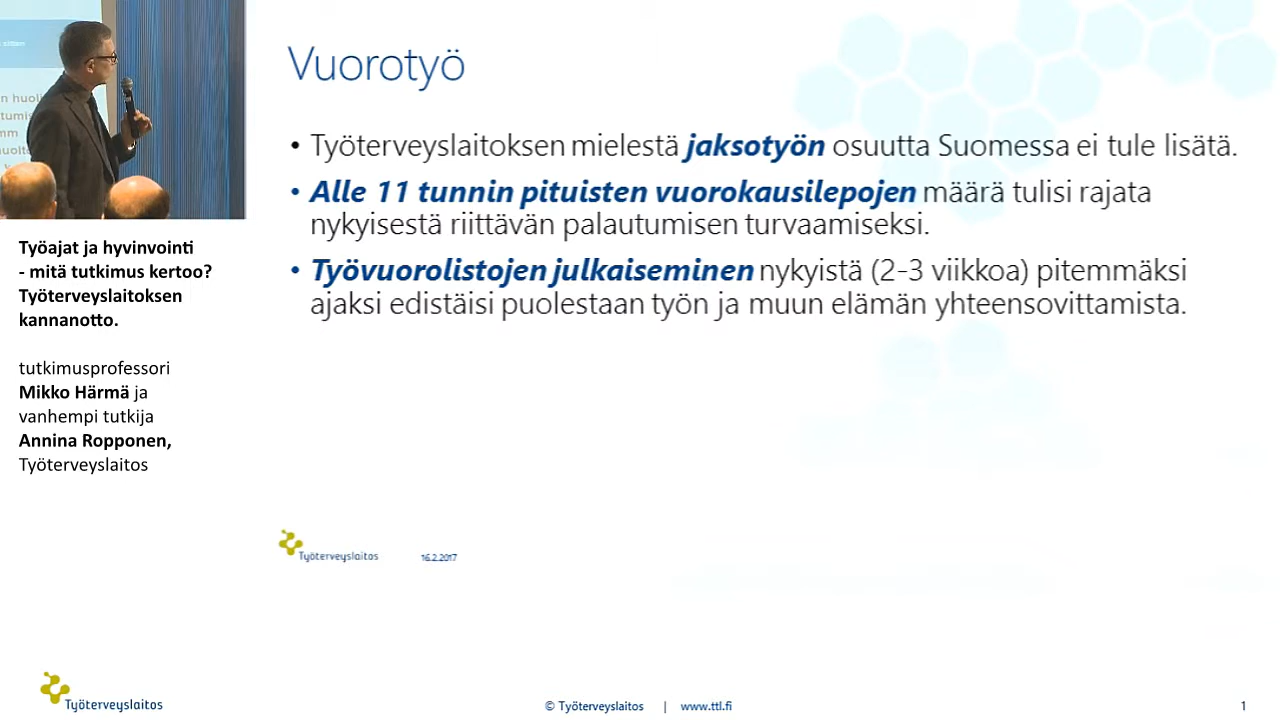 Vuorotyö
• Työterveyslaitoksen mielestä jaksotyön osuutta Suomessa ei tule lisätä.
• Alle 11 tunnin pituisten vuorokausilepojen määrä tulisi rajata
nykyisestä riittävän palautumisen turvaamiseksi.
• Työvuorolistojen julkaiseminen nykyistä (2-3 viikkoa) pitemmäksi
ajaksi edistäisi puolestaan työn ja muun elämän yhteensovittamista.
Työajat ja hyvinvointi
- mitä tutkimus kertoo?
Työterveyslaitoksen
kannanotto.
tutkimusprofessori
Mikko Härmä ja
vanhempi tutkija
Annina Ropponen,
Työterveyslaitos
Työterveyslaitos
16.2.2017
Työterveyslaitos
© Työterveyslaitos | www.ttl.fi
1